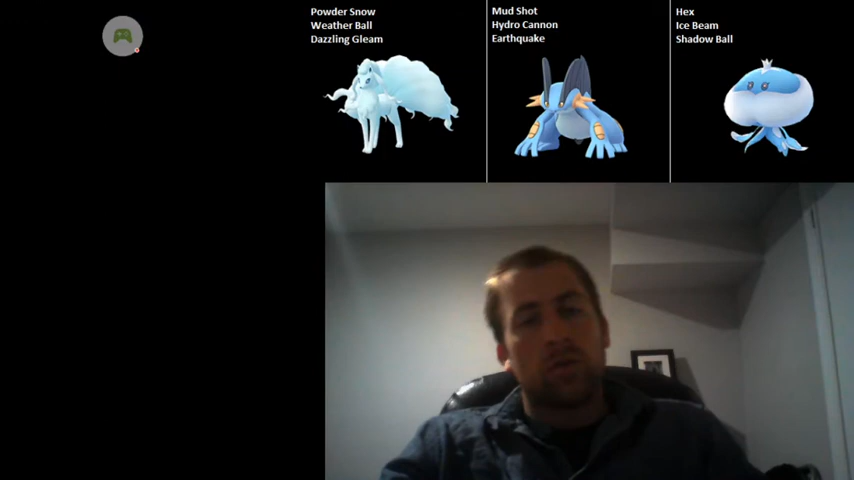 Powder Snow
Weather Ball
Dazzling Gleam
Mud Shot
Hydro Cannon
Earthquake
Hex
Ice Beam
Shadow Ball